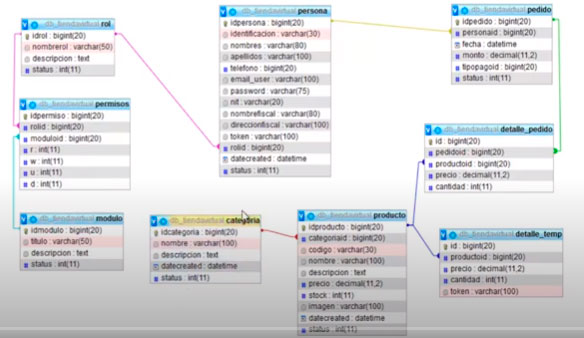 db_tiendavirtual rol
idrol : bigint(20)
nombrerol : varchar(50)
descripcion : text
status : int(11)
db_tiendavirtual permisos
idpermiso : bigint(20)
rolid : bigint(20)
moduloid : bigint(20)
r : int(11)
w : int(11)
u : int(11)
d : int(11)
db_tiendavirtual modulo
idmodulo : bigint(20)
titulo : varchar(50)
descripcion : text
status : int(11)
db_tiendavirtual persona
idpersona : bigint(20)
identificacion : varchar(30)
nombres : varchar(80)
apellidos : varchar(100)
telefono : bigint(20)
email_user : varchar(100)
password : varchar(75)
nit : varchar(20)
nombrefiscal : varchar(80)
direccionfiscal : varchar(100)
token : varchar(100)
rolid : bigint(20)
datecreated : datetime
status : int(11)
db_tiendavirtual categoria
idcategoria : bigint(20)
nombre : varchar(100)
descripcion : text
datecreated : datetime
status : int(11)
db_tiendavirtual producto
idproducto : bigint(20)
categoriaid : bigint(20)
codigo : varchar(30)
nombre : varchar(100)
descripcion : text
precio : decimal(11,2)
stock : int(11)
imagen : varchar(100)
datecreated : datetime
status : int(11)
db_tiendavirtual pedido
idpedido : bigint(20)
personaid : bigint(20)
fecha : datetime
monto : decimal(11,2)
tipopagoid : bigint(20)
status : int(11)
db_tiendavirtual detalle_pedido
id : bigint(20)
pedidoid : bigint(20)
productoid : bigint(20)
precio : decimal(11,2)
cantidad : int(11)
db_tiendavirtual detalle_temp
id : bigint(20)
productoid : bigint(20)
precio : decimal(11,2)
cantidad : int(11)
token : varchar(100)